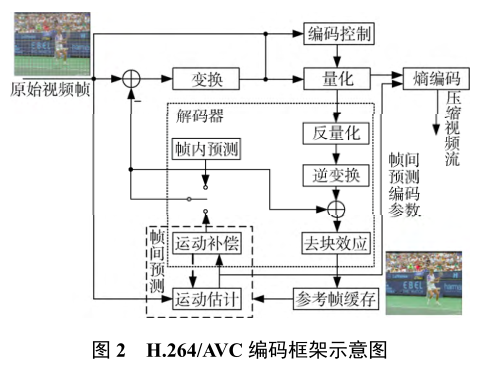 编码控制
原始视频帧
变换
量化
熵编码
压缩视频流
解码器
反量化
帧内预测
逆变换
帧间预测编码参数
帧间预测
运动补偿
去块效应
运动估计
参考帧缓存
图 2 H.264/AVC 编码框架示意图